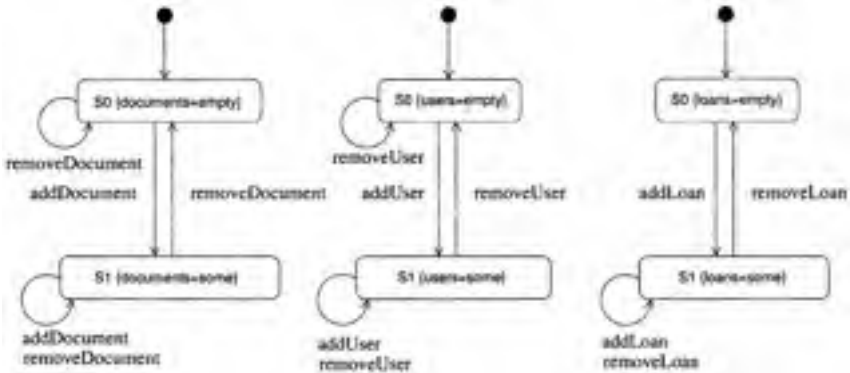 S0 {documents=empty}
removeDocument
addDocument
removeDocument
S1 {documents=some}
addDocument
removeDocument
S0 {users=empty}
removeUser
addUser
removeUser
S1 {users=some}
addUser
removeUser
S0 {loans=empty}
addLoan
removeLoan
S1 {loans=some}
addLoan
removeLoan